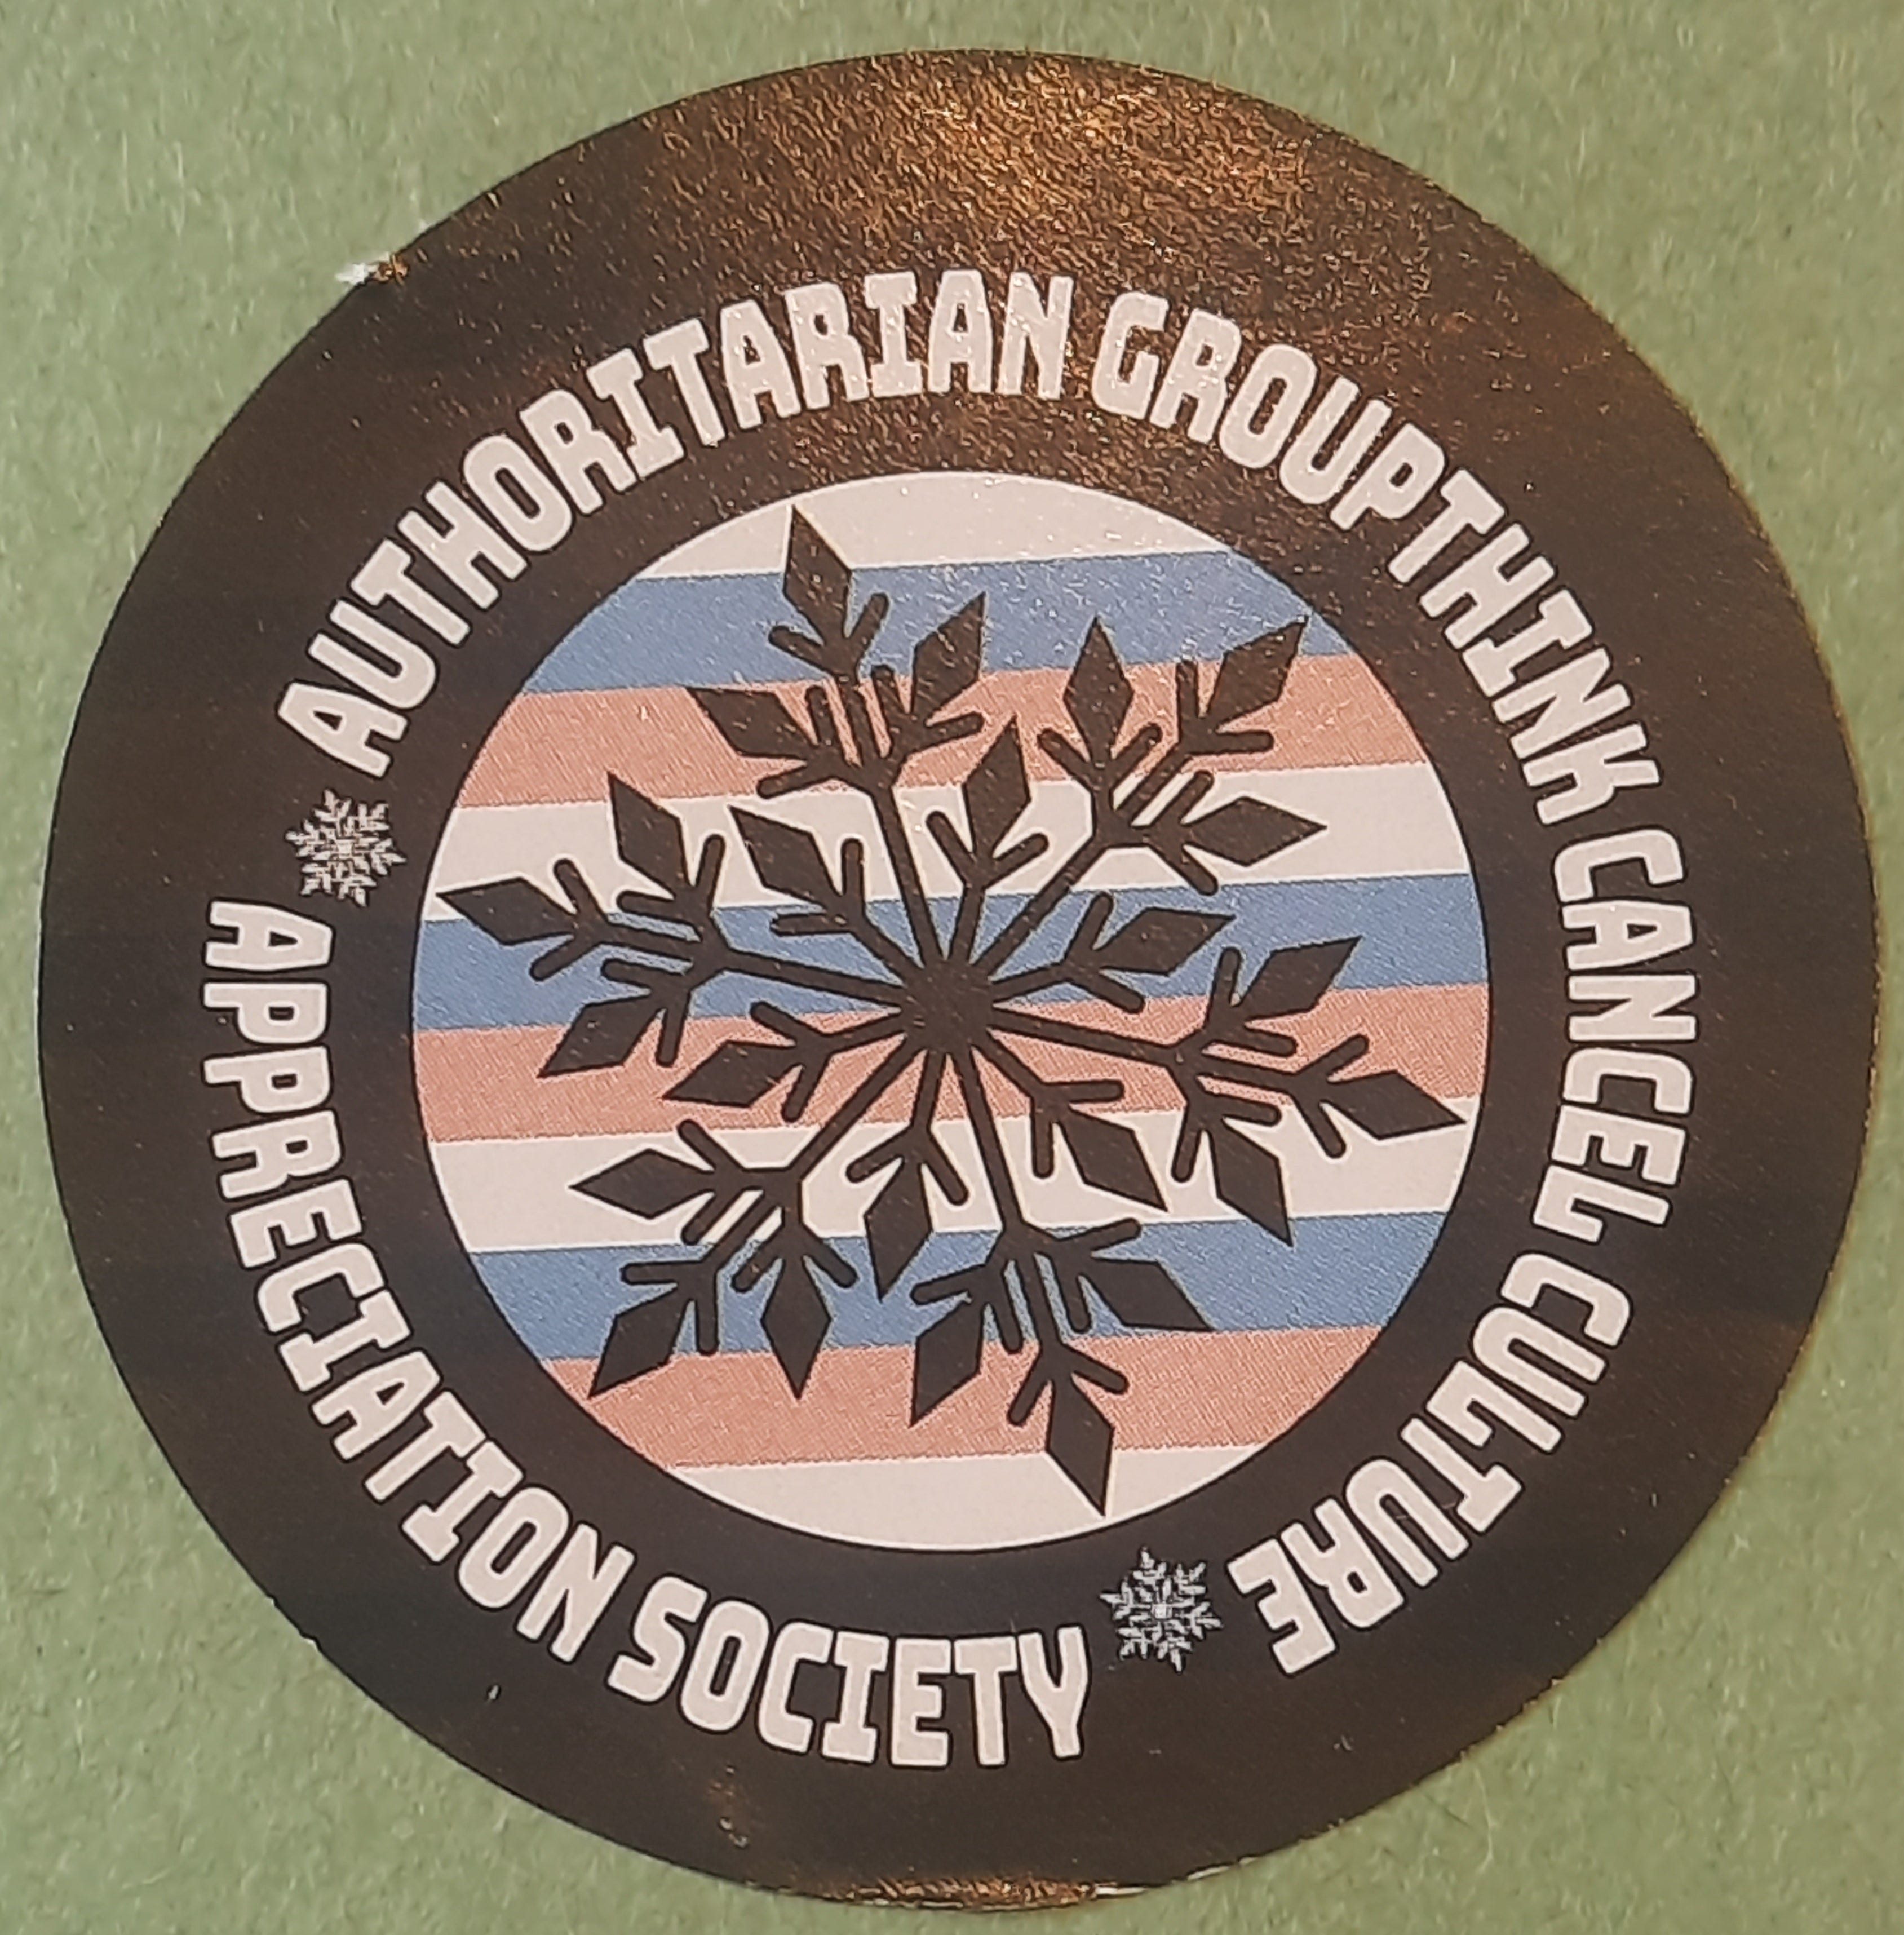 AUTHORITARIAN GROUPTHINK CANCEL CULTURE
APPRECIATION SOCIETY